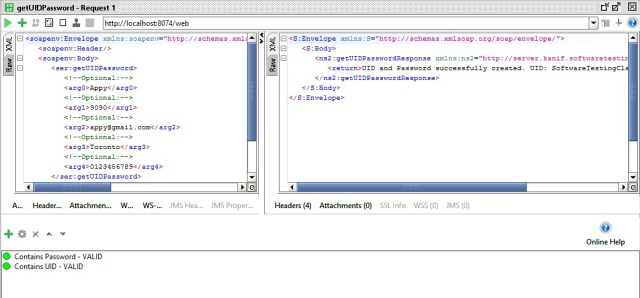 getUIDPassword - Request 1
http://localhost:8074/web
XML
Raw
<soapenv:Envelope xmlns:soapenv="http://schemas.xml
<soapenv:Header/>
<soapenv:Body>
<ser:getUIDPassword>
<!--Optional:-->
<arg0>Appy</arg0>
<!--Optional:-->
<arg1>9090</arg1>
<!--Optional:-->
<arg2>appy@gmail.com</arg2>
<!--Optional:-->
<arg3>Toronto</arg3>
<!--Optional:-->
<arg4>0123456789</arg4>
</ser:getUIDPassword>
A... Header... Attachmen... W... WS-... JMS Hea... JMS Proper...
XML
Raw
<S:Envelope xmlns:S="http://schemas.xmlsoap.org/soap/envelope/">
<S:Body>
<ns2:getUIDPasswordResponse xmlns:ns2="http://server.kanif.softwaretestin
<return>UID and Password successfully created. UID: SoftwareTestingCla
</ns2:getUIDPasswordResponse>
</S:Body>
</S:Envelope>
Headers (4) Attachments (0) SSL Info WSS (0) JMS (0)
Online Help
Contains Password - VALID
Contains UID - VALID